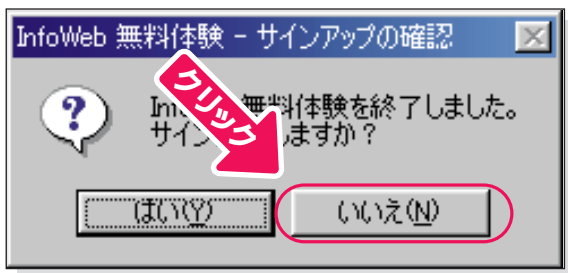 InfoWeb 無料体験 - サインアップの確認
?
クリック
無料体験を終了しました。
サイン しますか?
はい(Y)
いいえ(N)